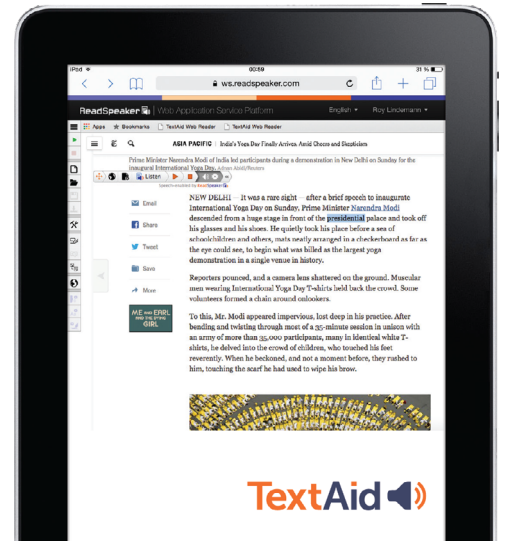 iPad
00:59
31 %
ws.readspeaker.com
ReadSpeaker | Web Application Service Platform
English
Roy Lindemann
Apps
Bookmarks
TextAid Web Reader
TextAid Web Reader
ASIA PACIFIC | India's Yoga Day Finally Arrives, Amid Cheers and Skepticism
Prime Minister Narendra Modi of India led participants during a demonstration in New Delhi on Sunday for the
inaugural International Yoga Day. Adnan Abidi/Reuters
Listen
Speech-enabled by ReadSpeaker
NEW DELHI — It was a rare sight — after a brief speech to inaugurate
International Yoga Day on Sunday, Prime Minister Narendra Modi
descended from a huge stage in front of the presidential palace and took off
his glasses and his shoes. He quietly took his place before a sea of
schoolchildren and others, mats neatly arranged in a checkerboard as far as
the eye could see, to begin what was billed as the largest yoga
demonstration in a single venue in history.
Email
Share
Tweet
Save
More
ME AND EARL
AND THE DYING
GIRL
Reporters pounced, and a camera lens shattered on the ground. Muscular
men wearing International Yoga Day T-shirts held back the crowd. Some
volunteers formed a chain around onlookers.
To this, Mr. Modi appeared impervious, lost deep in his practice. After
bending and twisting through most of a 35-minute session in unison with
an army of more than 35,000 participants, many in identical white T-
shirts, he delved into the crowd of children, who touched his feet
reverently. When he beckoned, and not a moment before, they rushed to
him, touching the scarf he had used to wipe his brow.
TextAid